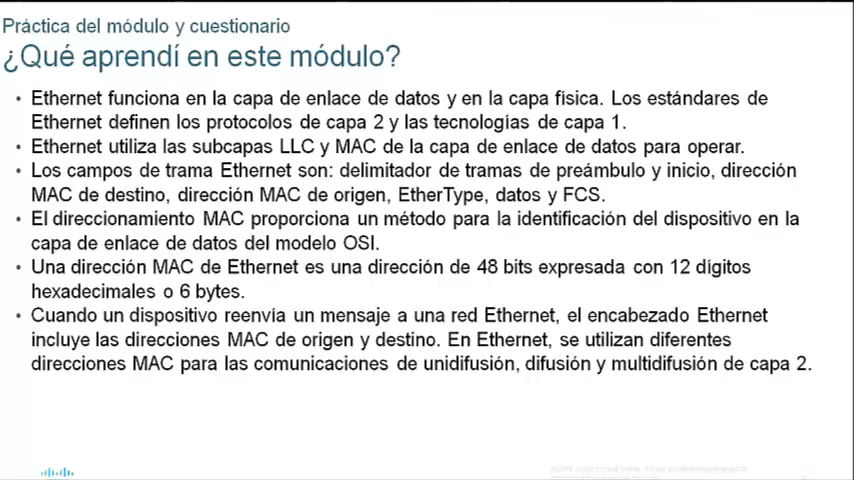 Práctica del módulo y cuestionario
¿Qué aprendí en este módulo?
• Ethernet funciona en la capa de enlace de datos y en la capa física. Los estándares de
Ethernet definen los protocolos de capa 2 y las tecnologías de capa 1.
• Ethernet utiliza las subcapas LLC y MAC de la capa de enlace de datos para operar.
• Los campos de trama Ethernet son: delimitador de tramas de preámbulo y inicio, dirección
MAC de destino, dirección MAC de origen, EtherType, datos y FCS.
• El direccionamiento MAC proporciona un método para la identificación del dispositivo en la
capa de enlace de datos del modelo OSI.
• Una dirección MAC de Ethernet es una dirección de 48 bits expresada con 12 dígitos
hexadecimales o 6 bytes.
• Cuando un dispositivo reenvía un mensaje a una red Ethernet, el encabezado Ethernet
incluye las direcciones MAC de origen y destino. En Ethernet, se utilizan diferentes
direcciones MAC para las comunicaciones de unidifusión, difusión y multidifusión de capa 2.